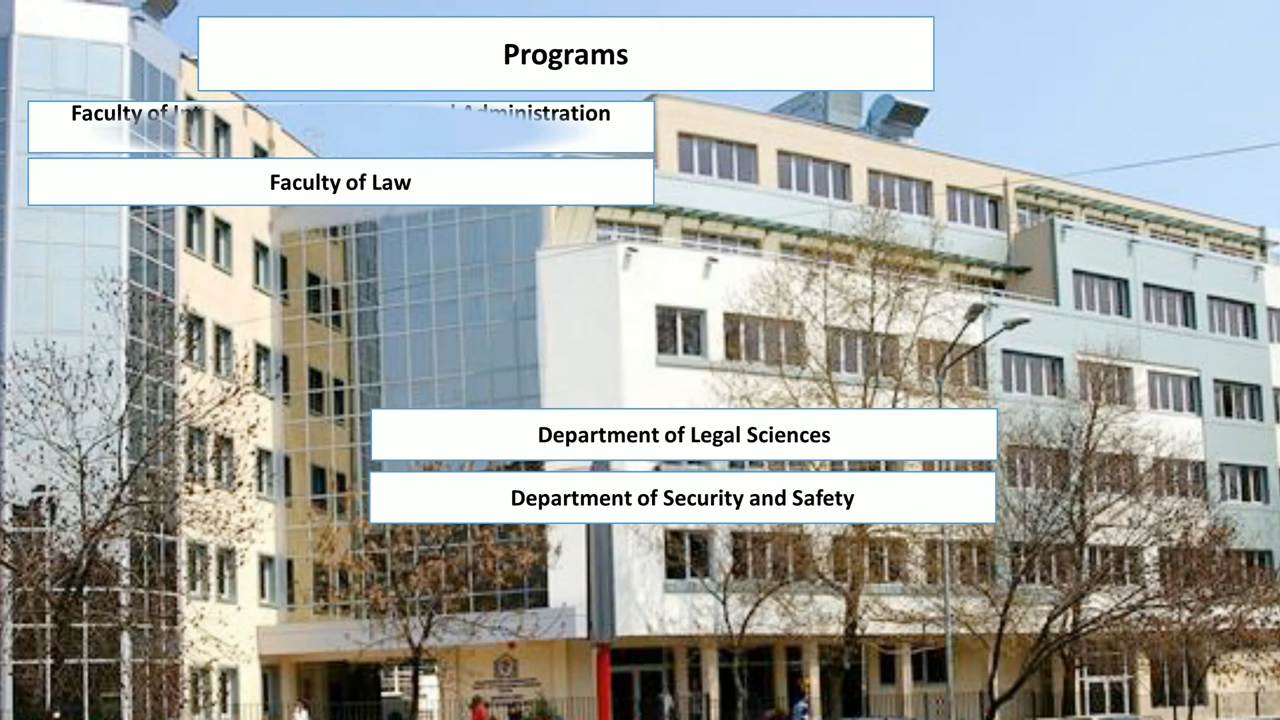 Programs
Faculty of Administration
Faculty of Law
Department of Legal Sciences
Department of Security and Safety